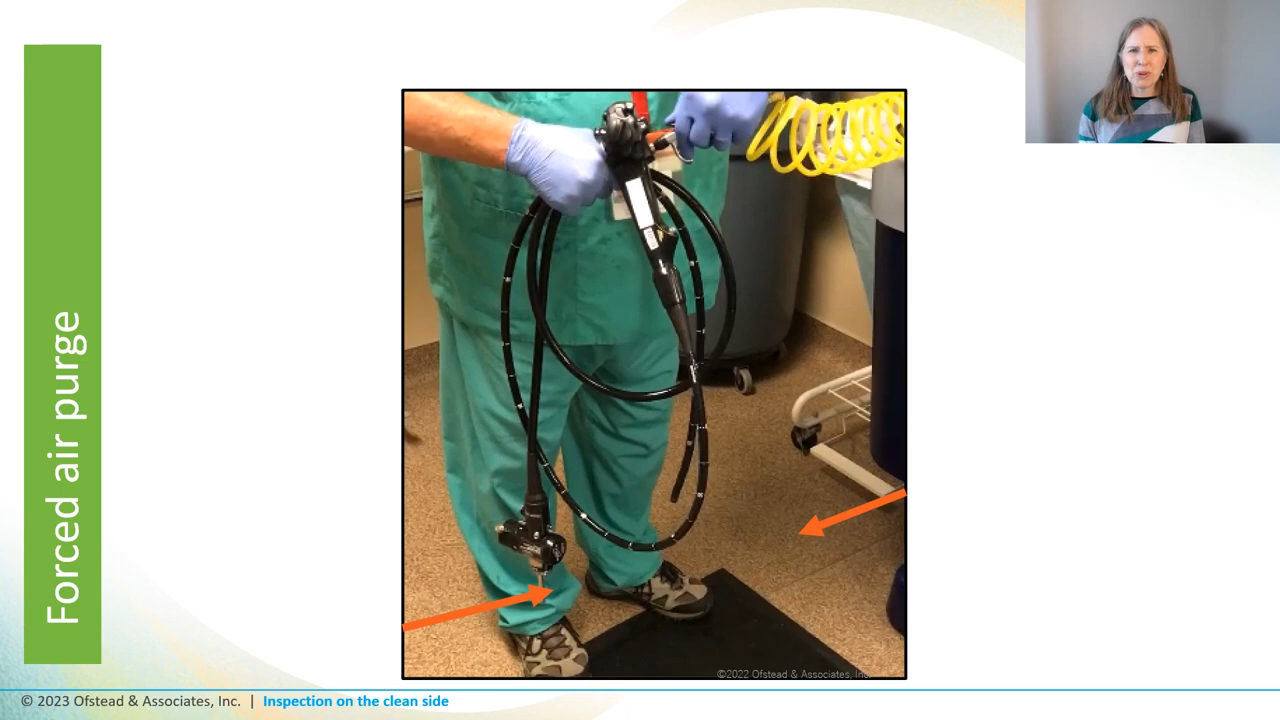 Forced air purge
©2022 Ofstead & Associates, Inc.
© 2023 Ofstead & Associates, Inc. | Inspection on the clean side